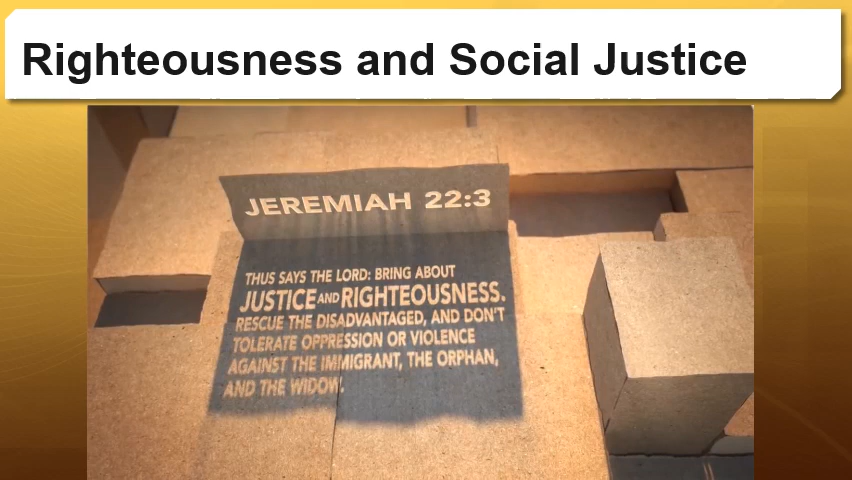 Righteousness and Social Justice
JEREMIAH 22:3
THUS SAYS THE LORD: BRING ABOUT
JUSTICE AND RIGHTEOUSNESS.
RESCUE THE DISADVANTAGED, AND DON'T
TOLERATE OPPRESSION OR VIOLENCE
AGAINST THE IMMIGRANT, THE ORPHAN,
AND THE WIDOW.